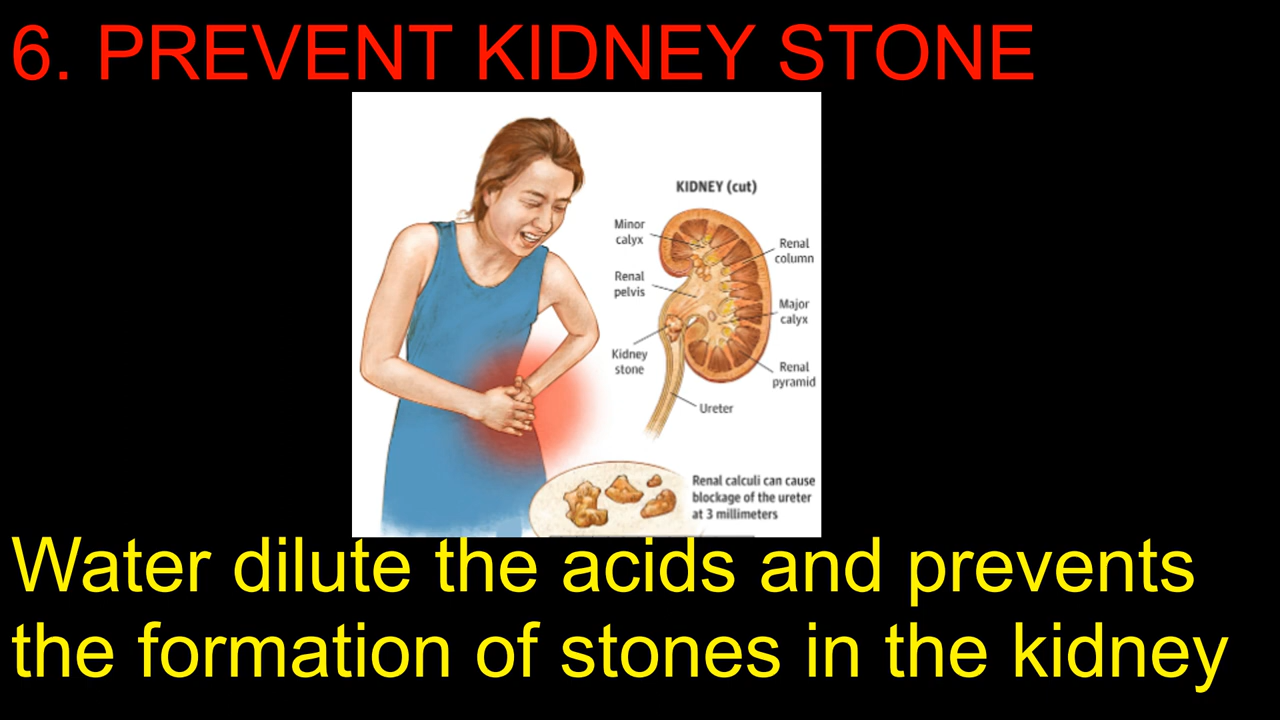 6. PREVENT KIDNEY STONE
KIDNEY (cut)
Minor
calyx
Renal
column
Renal
pelvis
Major
calyx
Kidney
stone
Renal
pyramid
Ureter
Renal calculi can cause
blockage of the ureter
at 3 millimeters
Water dilute the acids and prevents
the formation of stones in the kidney